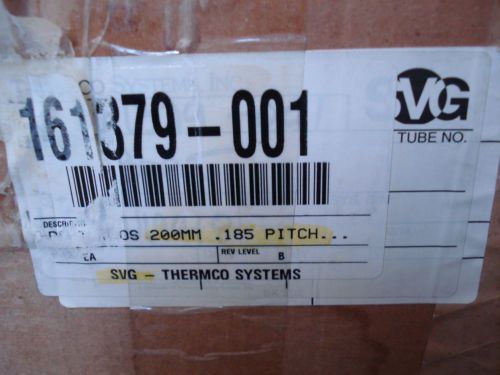 161379-001
SVG
TUBE NO.
OS 200MM .185 PITCH...
EA
REV LEVEL
B
SVG - THERMCO SYSTEMS